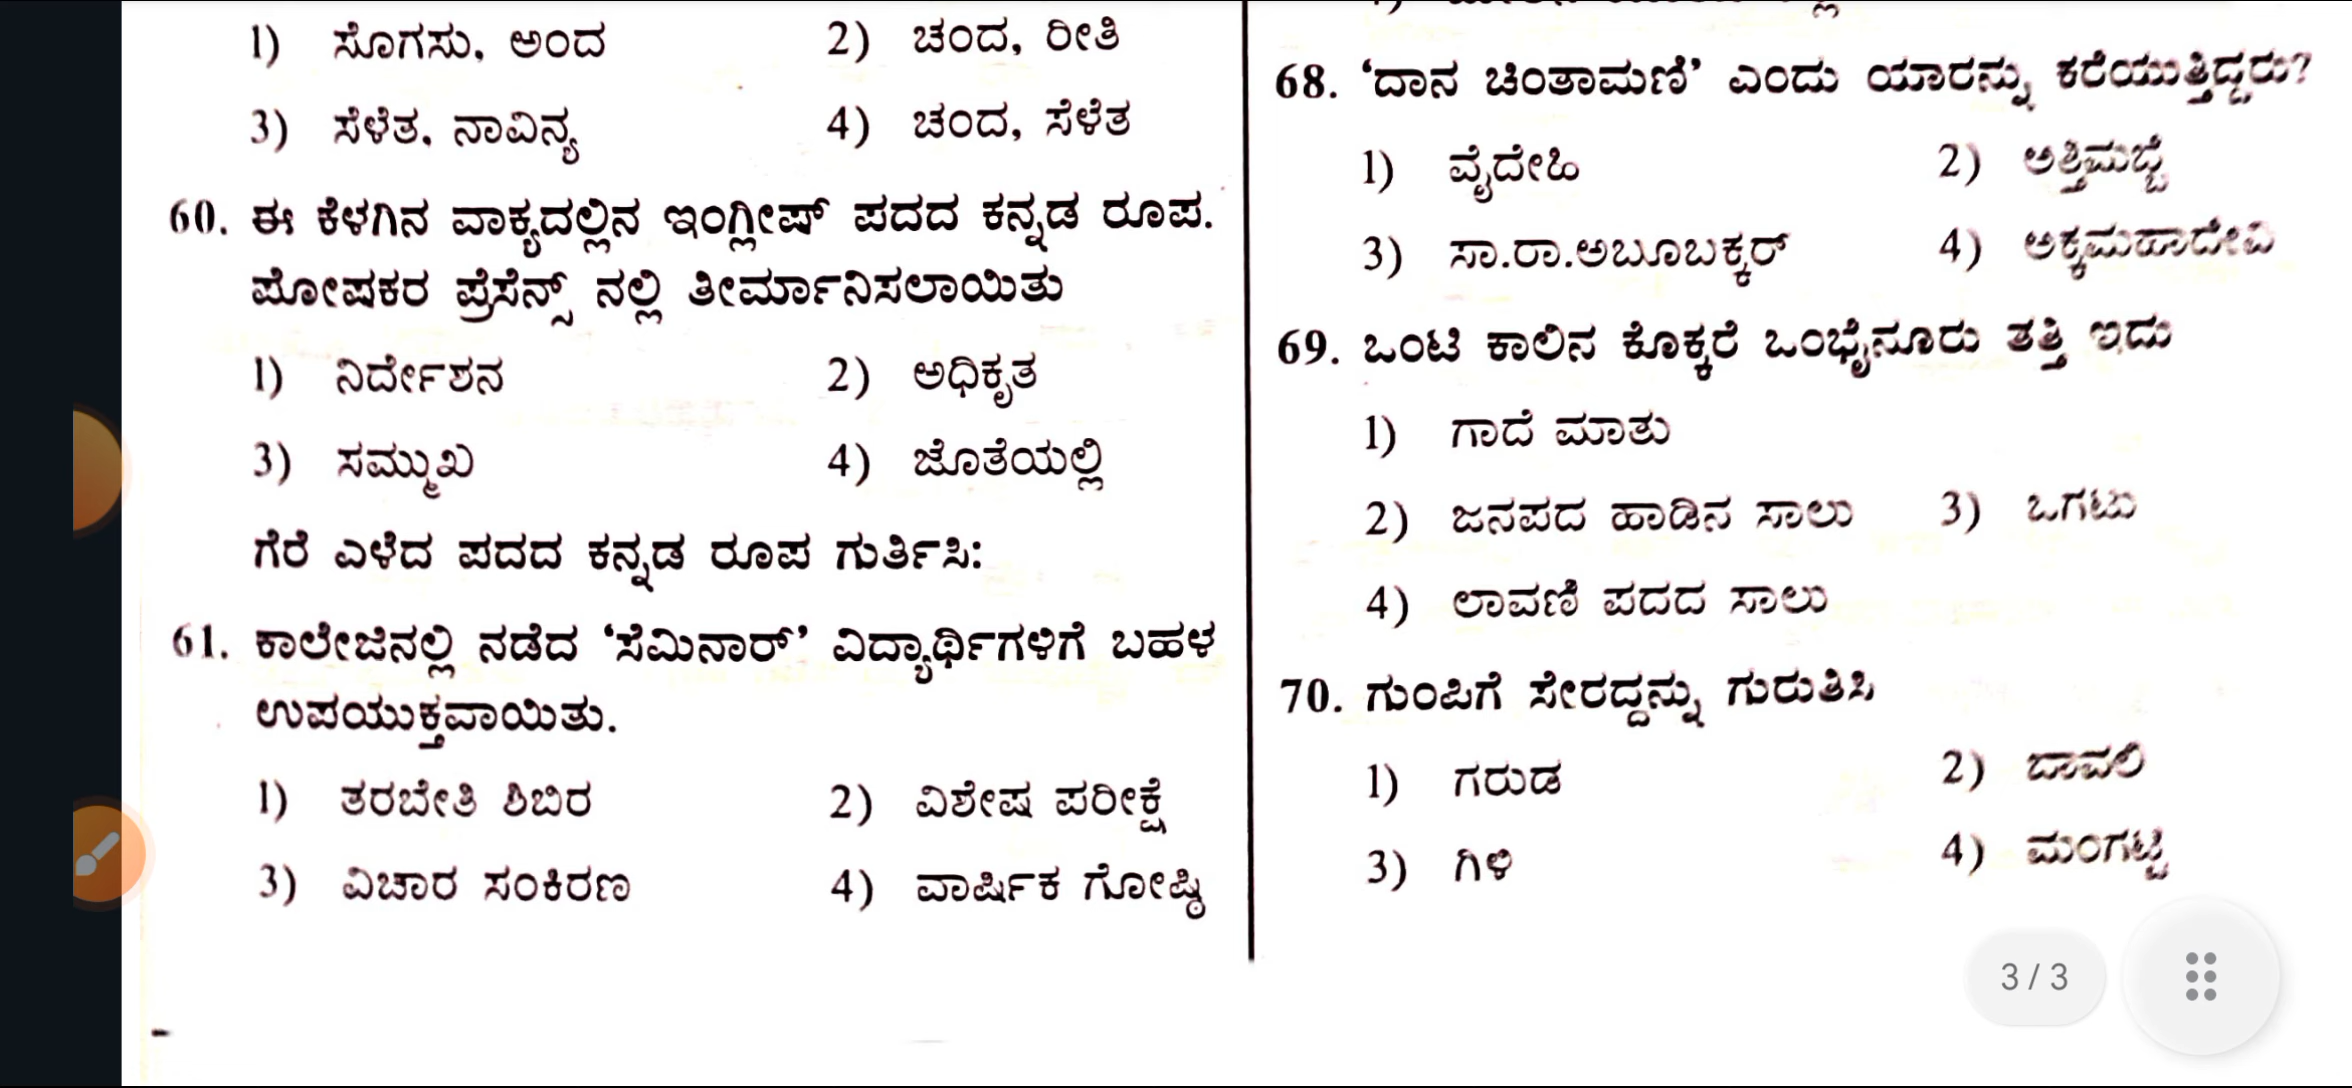 1) ಸೊಗಸು, ಅಂದ
2) ಚಂದ, ರೀತಿ
3) ಸೆಳೆತ, ನಾವಿನ್ಯ
4) ಚಂದ, ಸೆಳೆತ
60. ಈ ಕೆಳಗಿನ ವಾಕ್ಯದಲ್ಲಿನ ಇಂಗ್ಲೀಷ್ ಪದದ ಕನ್ನಡ ರೂಪ.
ಪೋಷಕರ ಪ್ರೆಸೆನ್ಸ್ ನಲ್ಲಿ ತೀರ್ಮಾನಿಸಲಾಯಿತು
1) ನಿರ್ದೇಶನ
2) ಅಧಿಕೃತ
3) ಸಮ್ಮುಖ
4) ಜೊತೆಯಲ್ಲಿ
ಗೆರೆ ಎಳೆದ ಪದದ ಕನ್ನಡ ರೂಪ ಗುರ್ತಿಸಿ:
61. ಕಾಲೇಜಿನಲ್ಲಿ ನಡೆದ ‘ಸೆಮಿನಾರ್’ ವಿದ್ಯಾರ್ಥಿಗಳಿಗೆ ಬಹಳ
ಉಪಯುಕ್ತವಾಯಿತು.
1) ತರಬೇತಿ ಶಿಬಿರ
2) ವಿಶೇಷ ಪರೀಕ್ಷೆ
3) ವಿಚಾರ ಸಂಕಿರಣ
4) ವಾರ್ಷಿಕ ಗೋಷ್ಠಿ
68. ‘ದಾನ ಚಿಂತಾಮಣಿ’ ಎಂದು ಯಾರನ್ನು ಕರೆಯುತ್ತಿದ್ದರು?
1) ವೈದೇಹಿ
2) ಅತ್ತಿಮಬ್ಬೆ
3) ಸಾ.ರಾ.ಅಬೂಬಕ್ಕರ್
4) ಅಕ್ಕಮಹಾದೇವಿ
69. ಒಂಟಿ ಕಾಲಿನ ಕೊಕ್ಕರೆ ಒಂಭೈನೂರು ತತ್ತಿ ಇದು
1) ಗಾದೆ ಮಾತು
2) ಜನಪದ ಹಾಡಿನ ಸಾಲು
3) ಒಗಟು
4) ಲಾವಣಿ ಪದದ ಸಾಲು
70. ಗುಂಪಿಗೆ ಸೇರದ್ದನ್ನು ಗುರುತಿಸಿ
1) ಗರುಡ
2) ಬಾವಲಿ
3) ಗಿಳಿ
4) ಮಂಗಟ್ಟಿ
3 / 3